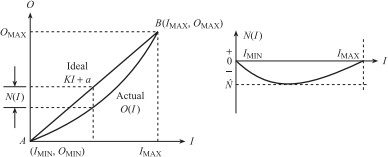 O
O_MAX
B(I_MAX, O_MAX)
Ideal
KI + a
N(I)
Actual
O(I)
A
I
(I_MIN, O_MIN)
I_MAX
N(I)
+
0
−
N̂
I_MIN
I_MAX
I